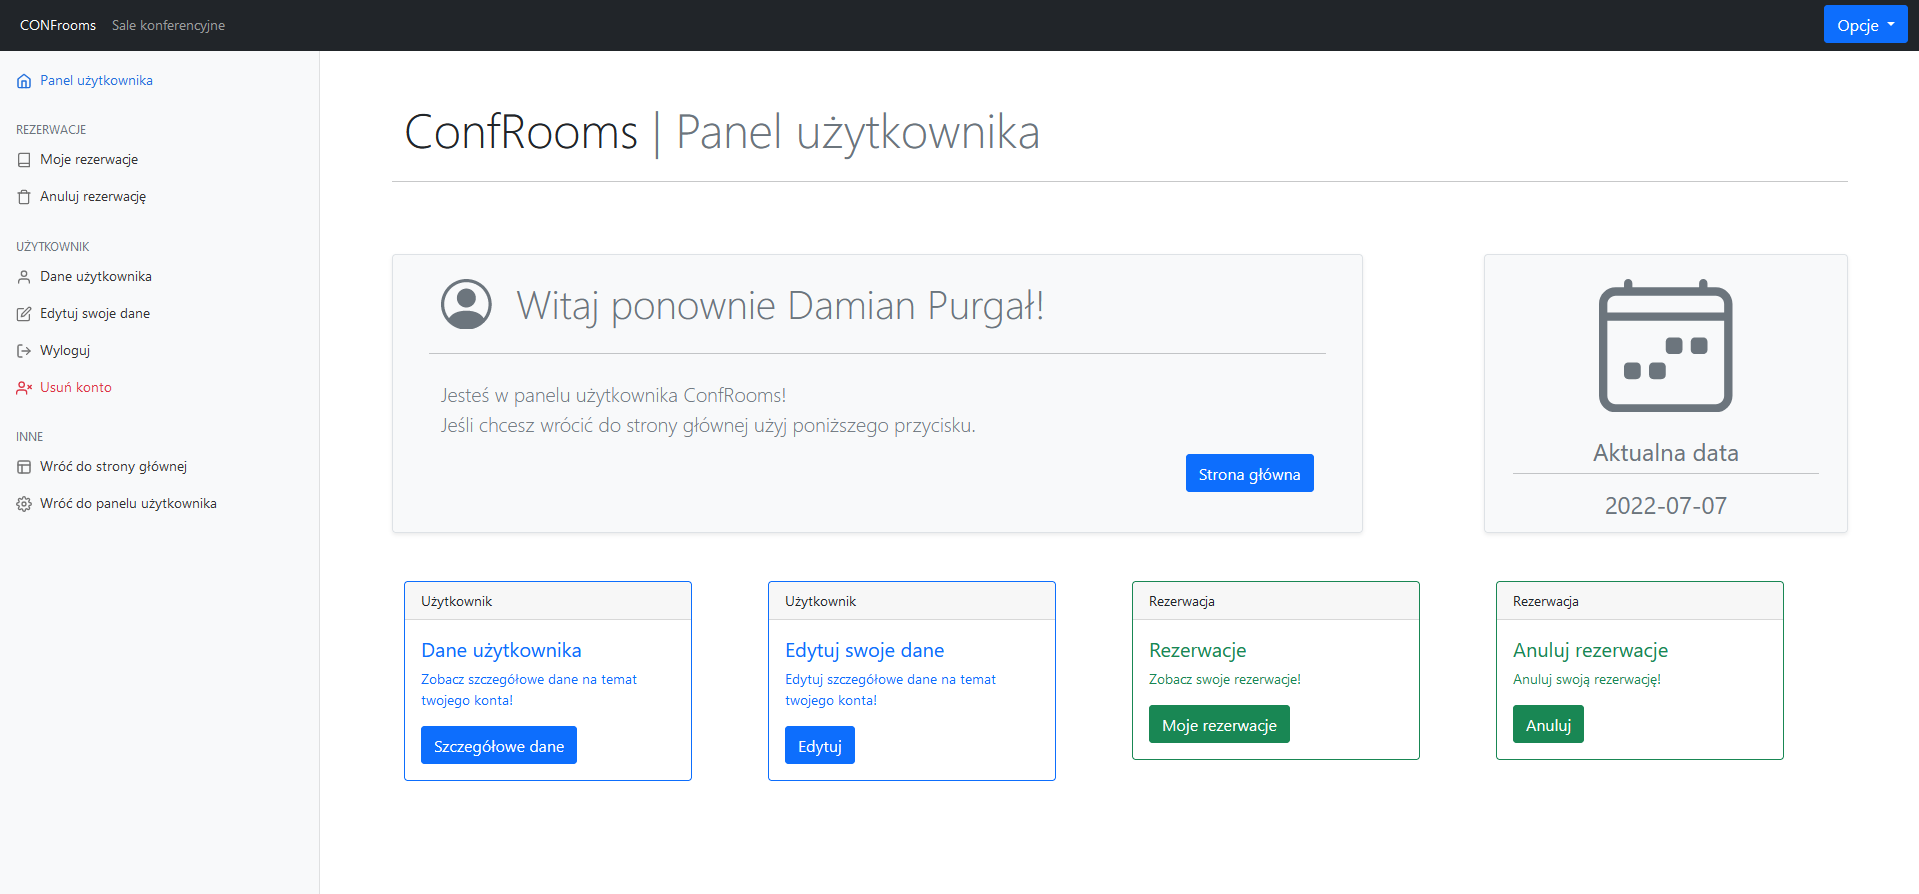 CONFrooms
Sale konferencyjne
Opcje
Panel użytkownika
REZERWACJE
Moje rezerwacje
Anuluj rezerwację
UŻYTKOWNIK
Dane użytkownika
Edytuj swoje dane
Wyloguj
Usuń konto
INNE
Wróć do strony głównej
Wróć do panelu użytkownika
ConfRooms | Panel użytkownika
Witaj ponownie Damian Purgał!
Jesteś w panelu użytkownika ConfRooms!
Jeśli chcesz wrócić do strony głównej użyj poniższego przycisku.
Strona główna
Aktualna data
2022-07-07
Użytkownik
Dane użytkownika
Zobacz szczegółowe dane na temat
twojego konta!
Szczegółowe dane
Użytkownik
Edytuj swoje dane
Edytuj szczegółowe dane na temat
twojego konta!
Edytuj
Rezerwacja
Rezerwacje
Zobacz swoje rezerwacje!
Moje rezerwacje
Rezerwacja
Anuluj rezerwacje
Anuluj swoją rezerwację!
Anuluj